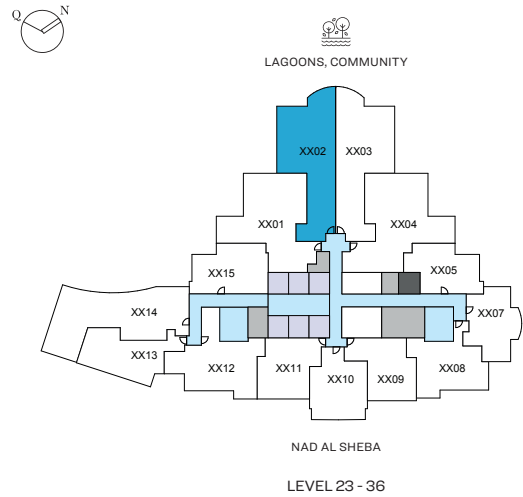 Q N
LAGOONS, COMMUNITY
XX02 XX03
XX01 XX04
XX15 XX05
XX14 XX07
XX13 XX12 XX11 XX10 XX09 XX08
NAD AL SHEBA
LEVEL 23 - 36